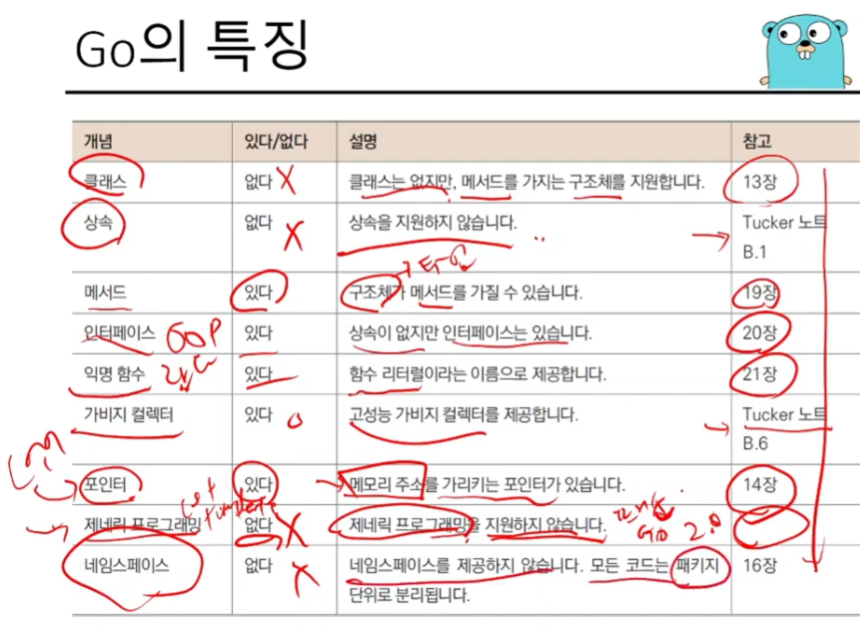 Go의 특징
개념 있다/없다 설명 참고
클래스 없다 X 클래스는 없지만, 메서드를 가지는 구조체를 지원합니다. 13장
상속 없다 X 상속을 지원하지 않습니다. Tucker 노트
B.1
타입
메서드 있다 구조체가 메서드를 가질 수 있습니다. 19장
인터페이스 OOP 있다 상속이 없지만 인터페이스는 있습니다. 20장
익명 함수 람다 있다 함수 리터럴이라는 이름으로 제공합니다. 21장
가비지 컬렉터 있다 고성능 가비지 컬렉터를 제공합니다. Tucker 노트
B.6
포인터 있다 메모리 주소를 가리키는 포인터가 있습니다. 14장
제네릭 프로그래밍 없다 X 제네릭 프로그래밍을 지원하지 않습니다. GO 2.0
네임스페이스 없다 X 네임스페이스를 제공하지 않습니다. 모든 코드는 패키지 16장
단위로 분리됩니다.